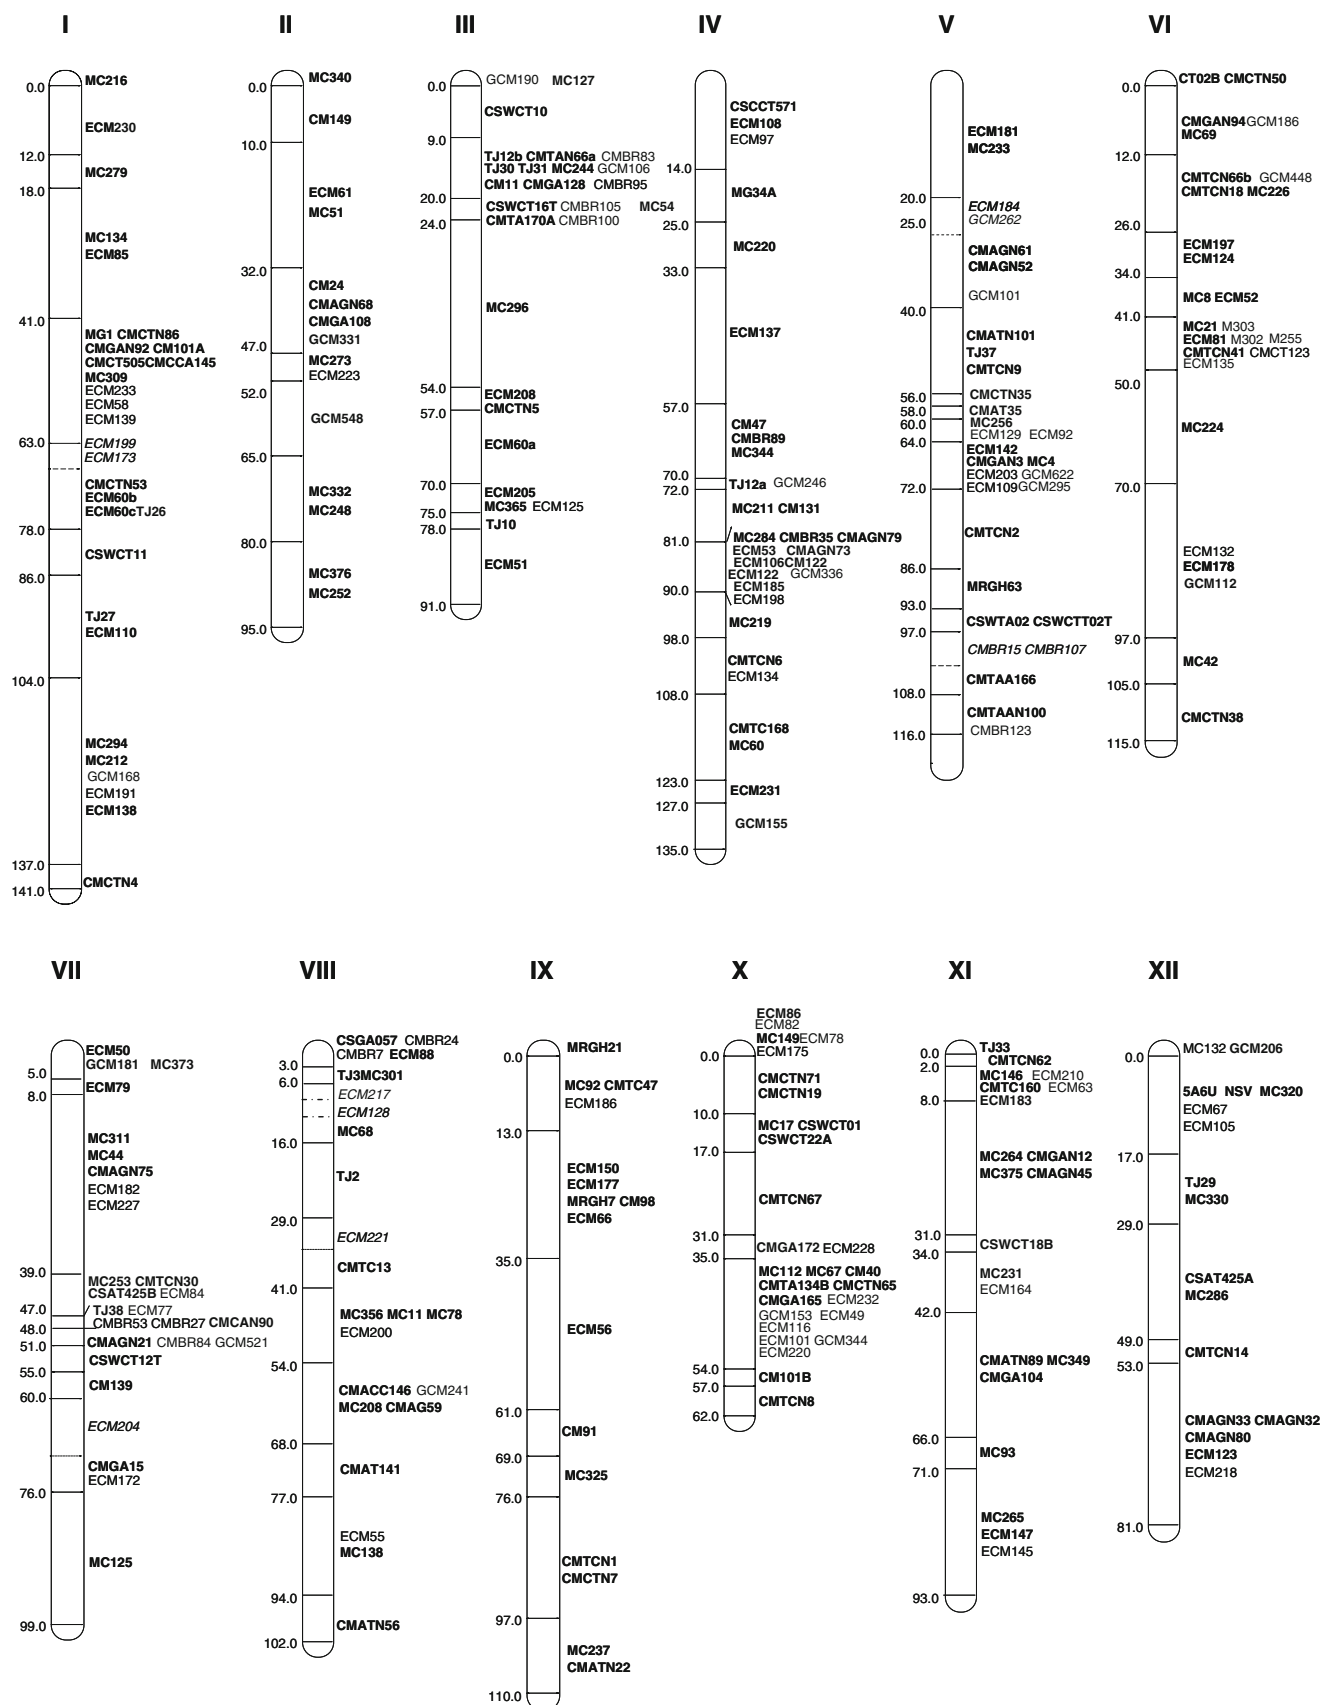 I
0.0
MC216
ECM230
12.0
MC279
18.0
MC134
ECM85
41.0
MG1 CMCTN86
CMGAN92 CM101A
CMCT505CMCCA145
MC309
ECM233
ECM58
ECM139
63.0
ECM199
ECM173
CMCTN53
ECM60b
ECM60cTJ26
78.0
CSWCT11
86.0
TJ27
ECM110
104.0
MC294
MC212
GCM168
ECM191
ECM138
137.0
CMCTN4
141.0
II
MC340
0.0
CM149
10.0
ECM61
MC51
32.0
CM24
CMAGN68
CMGA108
GCM331
47.0
MC273
ECM223
52.0
GCM548
65.0
MC332
MC248
80.0
MC376
MC252
95.0
III
GCM190 MC127
0.0
CSWCT10
9.0
TJ12b CMTAN66a CMBR83
TJ30 TJ31 MC244 GCM106
CM11 CMGA128 CMBR95
20.0
CSWCT16T CMBR105 MC54
24.0
CMTA170A CMBR100
MC296
54.0
ECM208
57.0
CMCTN5
ECM60a
70.0
ECM205
75.0
MC365 ECM125
78.0
TJ10
ECM51
91.0
IV
CSCCT571
ECM108
ECM97
14.0
MG34A
25.0
MC220
33.0
ECM137
57.0
CM47
CMBR89
MC344
70.0
TJ12a GCM246
72.0
MC211 CM131
81.0
MC284 CMBR35 CMAGN79
ECM53 CMAGN73
ECM106CM122
ECM122 GCM336
ECM185
90.0
ECM198
MC219
98.0
CMTCN6
ECM134
108.0
CMTC168
MC60
123.0
ECM231
127.0
GCM155
135.0
V
ECM181
MC233
20.0
ECM184
25.0
GCM262
CMAGN61
CMAGN52
GCM101
40.0
CMATN101
TJ37
CMTCN9
56.0
CMCTN35
58.0
CMAT35
60.0
MC256
ECM129 ECM92
64.0
ECM142
CMGAN3 MC4
ECM203 GCM622
72.0
ECM109GCM295
CMTCN2
86.0
MRGH63
93.0
CSWTA02 CSWCTT02T
97.0
CMBR15 CMBR107
CMTAA166
108.0
CMTAAN100
116.0
CMBR123
VI
CT02B CMCTN50
0.0
CMGAN94GCM186
MC69
12.0
CMTCN66b GCM448
CMTCN18 MC226
26.0
ECM197
ECM124
34.0
MC8 ECM52
41.0
MC21 M303
ECM81 M302 M255
CMTCN41 CMCT123
ECM135
50.0
MC224
70.0
ECM132
ECM178
GCM112
97.0
MC42
105.0
CMCTN38
115.0
VII
ECM50
GCM181 MC373
5.0
ECM79
8.0
MC311
MC44
CMAGN75
ECM182
ECM227
39.0
MC253 CMTCN30
CSAT425B ECM84
47.0
TJ38 ECM77
CMBR53 CMBR27 CMCAN90
48.0
51.0
CMAGN21 CMBR84 GCM521
CSWCT12T
55.0
CM139
60.0
ECM204
CMGA15
ECM172
76.0
MC125
99.0
VIII
CSGA057 CMBR24
CMBR7 ECM88
3.0
TJ3MC301
6.0
ECM217
ECM128
MC68
16.0
TJ2
29.0
ECM221
CMTC13
41.0
MC356 MC11 MC78
ECM200
54.0
CMACC146 GCM241
MC208 CMAG59
68.0
CMAT141
77.0
ECM55
MC138
94.0
CMATN56
102.0
IX
MRGH21
0.0
MC92 CMTC47
ECM186
13.0
ECM150
ECM177
MRGH7 CM98
ECM66
35.0
ECM56
61.0
CM91
69.0
MC325
76.0
CMTCN1
CMCTN7
97.0
MC237
CMATN22
110.0
X
ECM86
ECM82
MC149ECM78
ECM175
0.0
CMCTN71
CMTCN19
10.0
MC17 CSWCT01
CSWCT22A
17.0
CMTCN67
31.0
CMGA172 ECM228
35.0
MC112 MC67 CM40
CMTA134B CMCTN65
CMGA165 ECM232
GCM153 ECM49
ECM116
ECM101 GCM344
ECM220
54.0
CM101B
57.0
CMTCN8
62.0
XI
TJ33
0.0
CMTCN62
2.0
MC146 ECM210
CMTC160 ECM63
8.0
ECM183
MC264 CMGAN12
MC375 CMAGN45
31.0
CSWCT18B
34.0
MC231
ECM164
42.0
CMATN89 MC349
CMGA104
66.0
MC93
71.0
MC265
ECM147
ECM145
93.0
XII
MC132 GCM206
0.0
5A6U NSV MC320
ECM67
ECM105
17.0
TJ29
MC330
29.0
CSAT425A
MC286
49.0
CMTCN14
53.0
CMAGN33 CMAGN32
CMAGN80
ECM123
ECM218
81.0